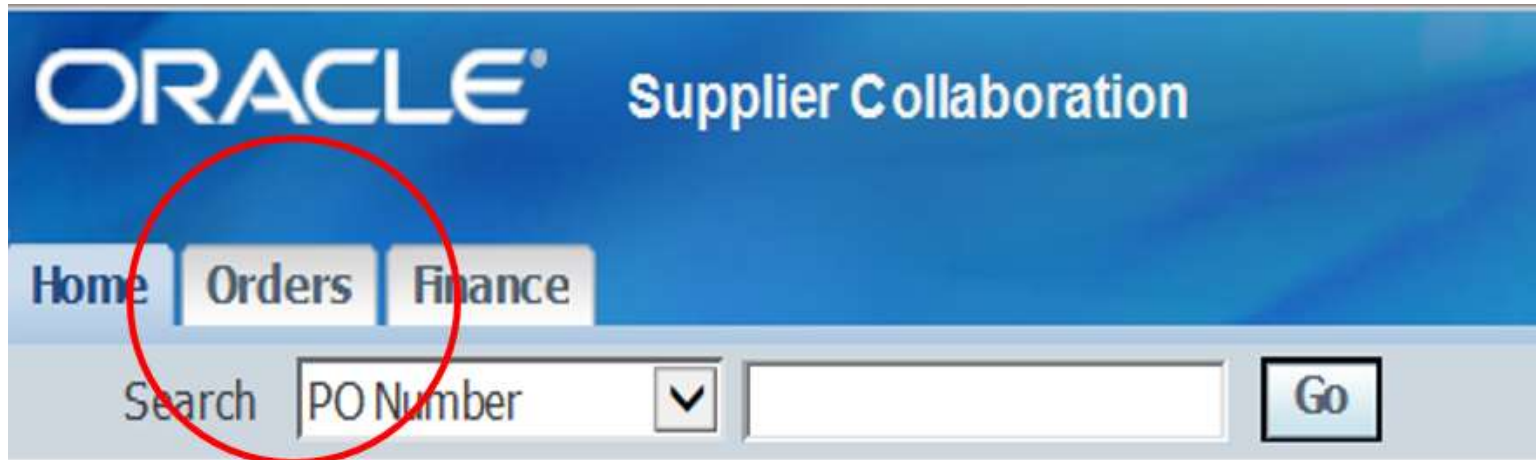 ORACLE® Supplier Collaboration
Home Orders Finance
Search PO Number Go